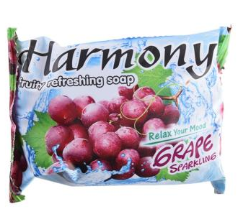 Harmony
fruity refreshing soap
Relax Your Mood
GRAPE
SPARKLING